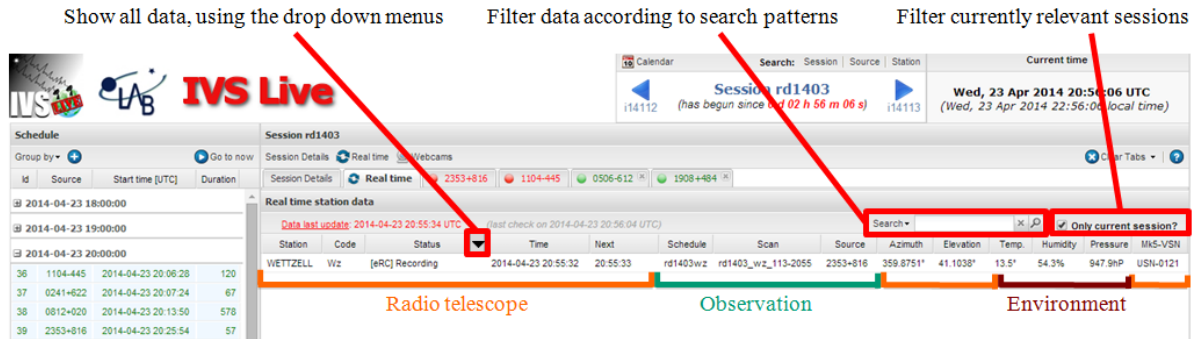 Show all data, using the drop down menus Filter data according to search patterns Filter currently relevant sessions
IVS LIVE LAB IVS Live
10 Calendar Search: Session Source Station Current time
i14112 Session rd1403 i14113 Wed, 23 Apr 2014 20:56:06 UTC
(has begun since 0 d 02 h 56 m 06 s) (Wed, 23 Apr 2014 22:56:06 local time)
Schedule Session rd1403
Group by Go to now Session Details Real time Webcams Clear Tabs
Id Source Start time [UTC] Duration Session Details Real time 2353+816 1104-445 0506-612 1908+484
2014-04-23 18:00:00 Real time station data
2014-04-23 19:00:00 Data last update: 2014-04-23 20:55:34 UTC (last check on 2014-04-23 20:56:04 UTC) Search Only current session?
2014-04-23 20:00:00 Station Code Status Time Next Schedule Scan Source Azimuth Elevation Temp. Humidity Pressure Mk5-VSN
36 1104-445 2014-04-23 20:06:28 120 WETTZELL Wz [eRC] Recording 2014-04-23 20:55:32 20:55:33 rd1403wz rd1403_wz_113-2055 2353+816 359.8751° 41.1038° 13.5° 54.3% 947.9hP USN-0121
37 0241+622 2014-04-23 20:07:24 67
38 0812+020 2014-04-23 20:13:50 578 Radio telescope Observation Environment
39 2353+816 2014-04-23 20:25:54 57